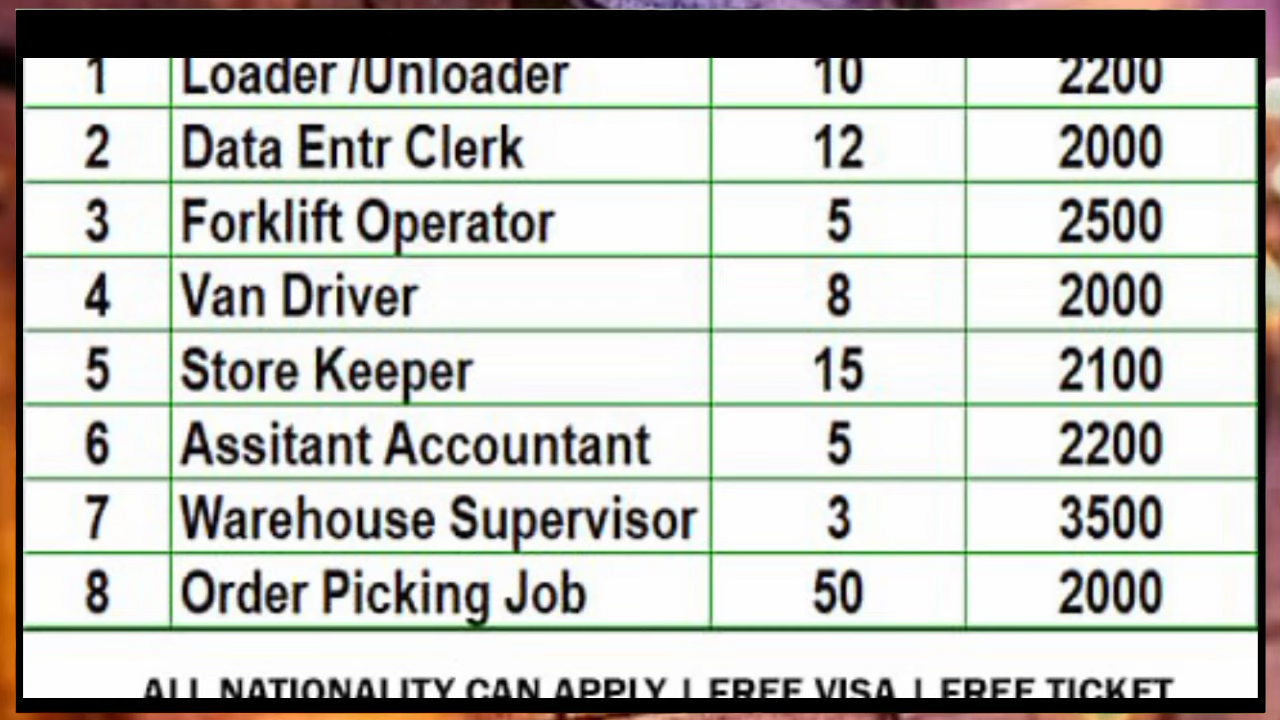 1 Loader /Unloader 10 2200
2 Data Entr Clerk 12 2000
3 Forklift Operator 5 2500
4 Van Driver 8 2000
5 Store Keeper 15 2100
6 Assitant Accountant 5 2200
7 Warehouse Supervisor 3 3500
8 Order Picking Job 50 2000
ALL NATIONALITY CAN APPLY | FREE VISA | FREE TICKET